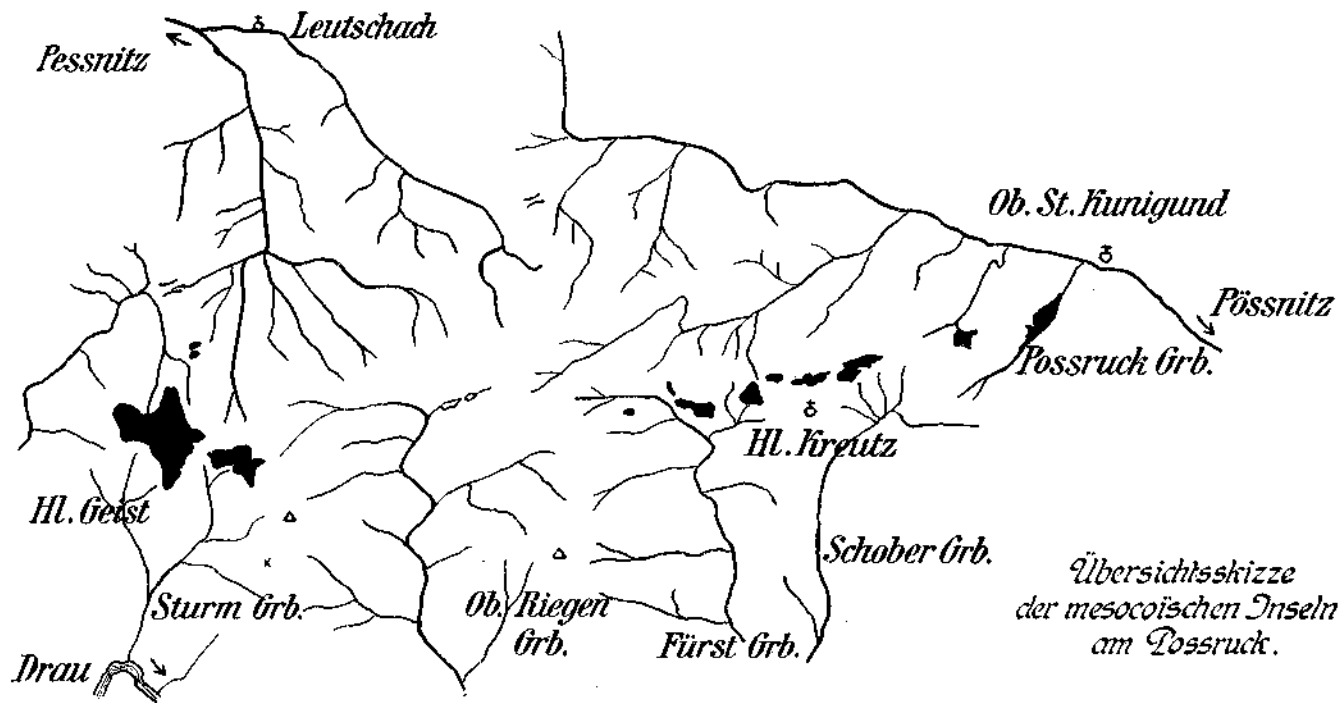 Leutschach
Pessnitz
Ob. St. Kunigund
Pössnitz
Possruck Grb.
Hl. Kreutz
Hl. Geist
Schober Grb.
Sturm Grb.
Ob. Riegen
Grb.
Fürst Grb.
Drau
Übersichtsskizze
der mesocoïschen Inseln
am Possruck.